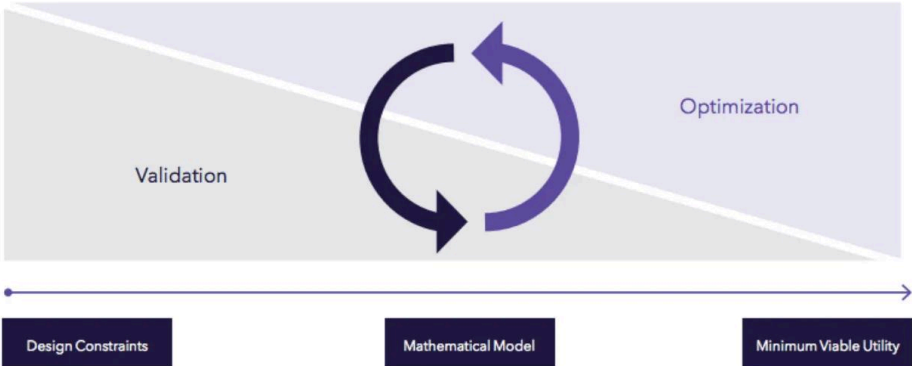 Optimization
Validation
Design Constraints
Mathematical Model
Minimum Viable Utility